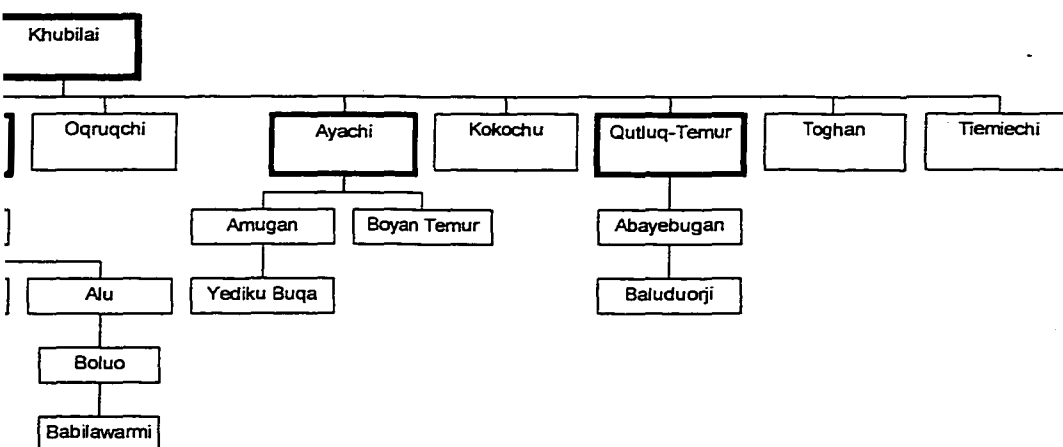 Khubilai
Oqruqchi
Ayachi
Kokochu
Qutluq-Temur
Toghan
Tiemiechi
Amugan
Boyan Temur
Abayebugan
Alu
Yediku Buqa
Baluduorji
Boluo
Babilawarmi